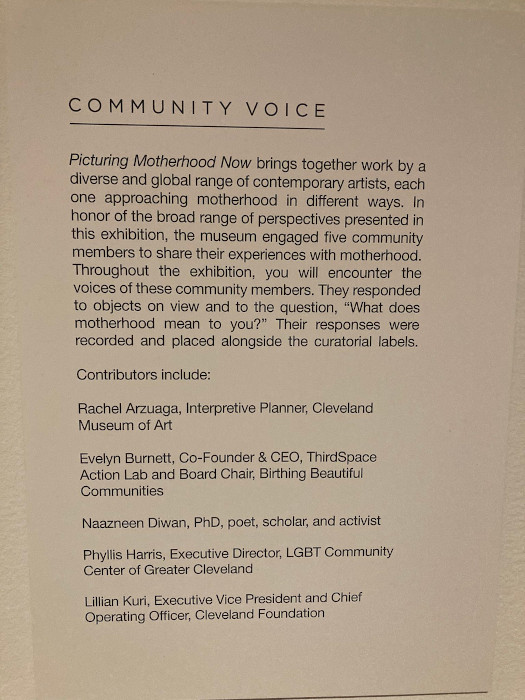 COMMUNITY VOICE
Picturing Motherhood Now brings together work by a
diverse and global range of contemporary artists, each
one approaching motherhood in different ways. In
honor of the broad range of perspectives presented in
this exhibition, the museum engaged five community
members to share their experiences with motherhood.
Throughout the exhibition, you will encounter the
voices of these community members. They responded
to objects on view and to the question, “What does
motherhood mean to you?” Their responses were
recorded and placed alongside the curatorial labels.
Contributors include:
Rachel Arzuaga, Interpretive Planner, Cleveland
Museum of Art
Evelyn Burnett, Co-Founder & CEO, ThirdSpace
Action Lab and Board Chair, Birthing Beautiful
Communities
Naazneen Diwan, PhD, poet, scholar, and activist
Phyllis Harris, Executive Director, LGBT Community
Center of Greater Cleveland
Lillian Kuri, Executive Vice President and Chief
Operating Officer, Cleveland Foundation